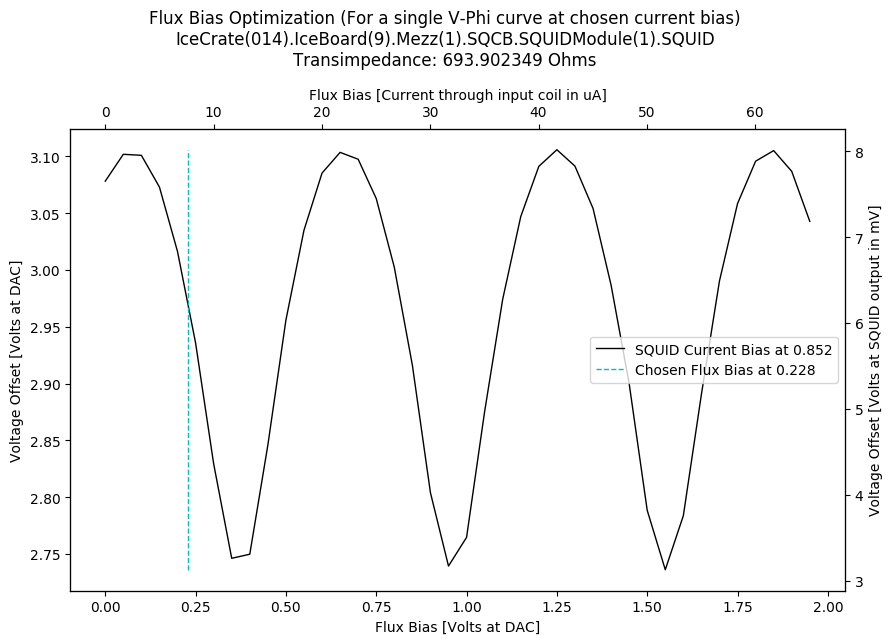 Flux Bias Optimization (For a single V-Phi curve at chosen current bias)
IceCrate(014).IceBoard(9).Mezz(1).SQCB.SQUIDModule(1).SQUID
Transimpedance: 693.902349 Ohms
Flux Bias [Current through input coil in uA]
0 10 20 30 40 50 60
3.10
3.05
3.00
2.95
2.90
2.85
2.80
2.75
Voltage Offset [Volts at DAC]
8
7
6
5
4
3
Voltage Offset [Volts at SQUID output in mV]
SQUID Current Bias at 0.852
Chosen Flux Bias at 0.228
0.00 0.25 0.50 0.75 1.00 1.25 1.50 1.75 2.00
Flux Bias [Volts at DAC]